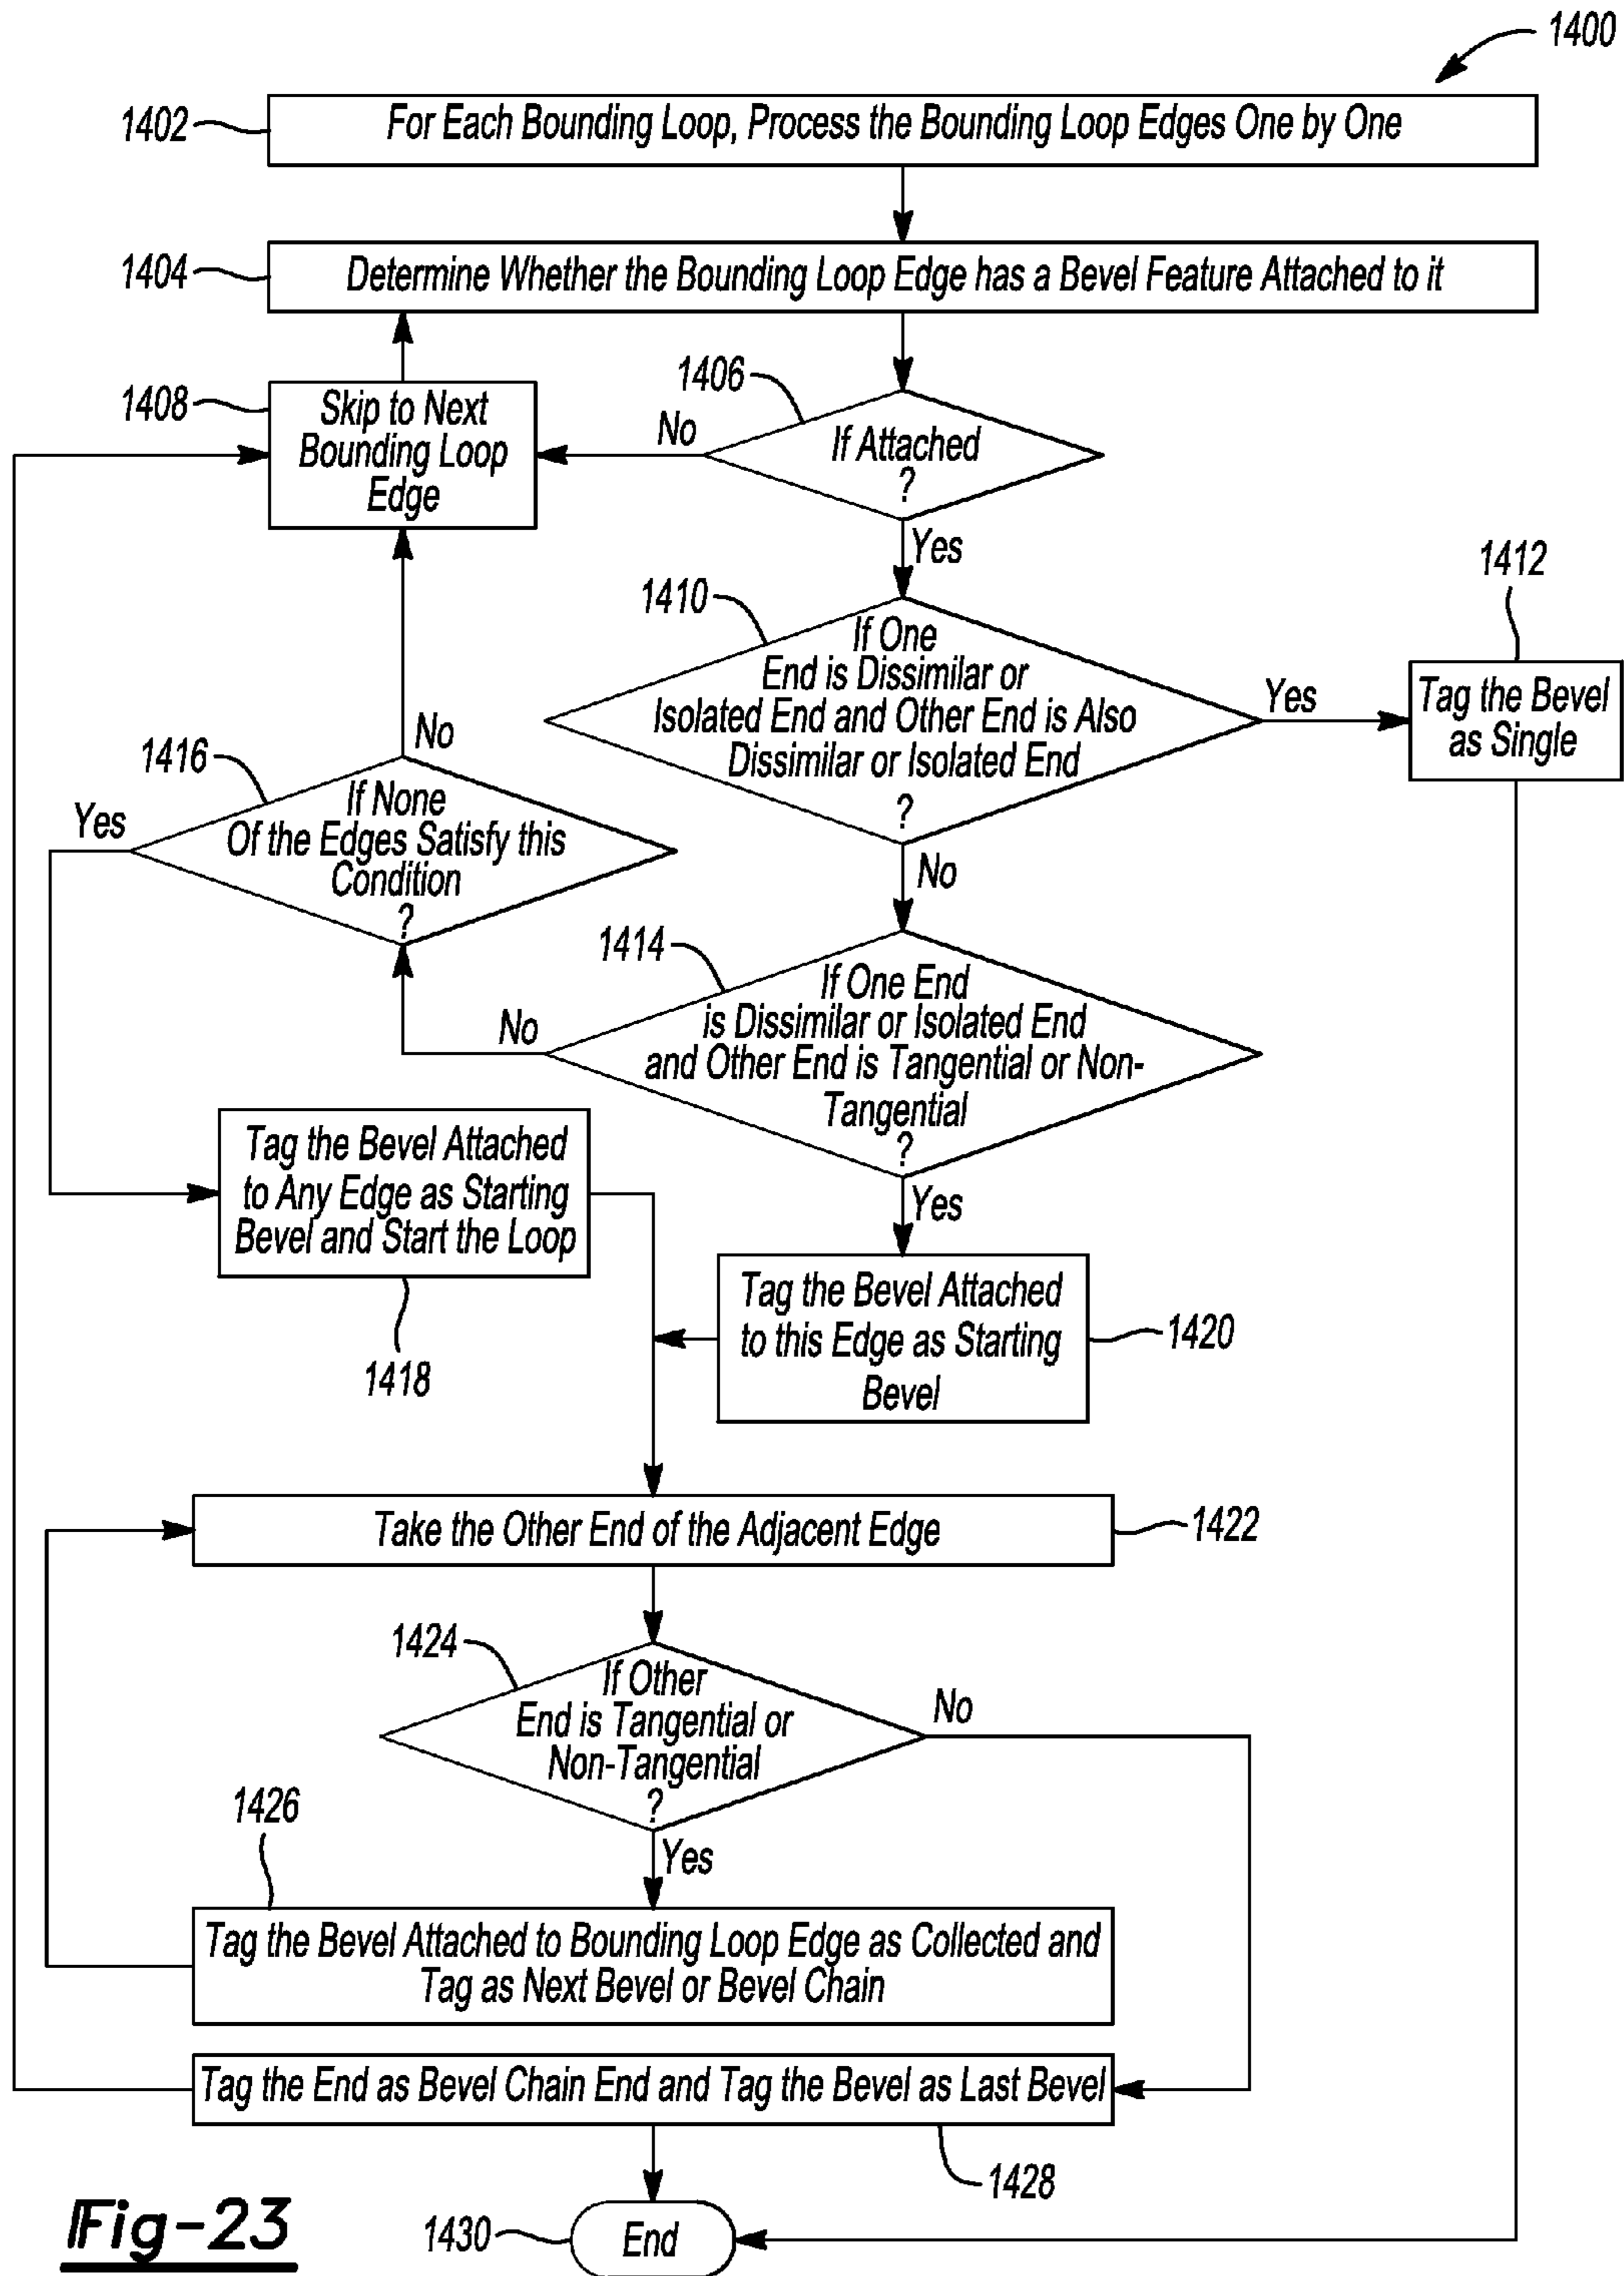 1400
1402
For Each Bounding Loop, Process the Bounding Loop Edges One by One
1404
Determine Whether the Bounding Loop Edge has a Bevel Feature Attached to it
1406
1408
Skip to Next
Bounding Loop
Edge
No
If Attached
?
Yes
1410
If One
End is Dissimilar or
Isolated End and Other End is Also
Dissimilar or Isolated End
?
Yes
1412
Tag the Bevel
as Single
No
1416
If None
Of the Edges Satisfy this
Condition
?
No
Yes
1414
If One End
is Dissimilar or Isolated End
and Other End is Tangential or Non-
Tangential
?
No
Yes
Tag the Bevel Attached
to Any Edge as Starting
Bevel and Start the Loop
1418
Tag the Bevel Attached
to this Edge as Starting
Bevel
1420
Take the Other End of the Adjacent Edge
1422
1424
If Other
End is Tangential or
Non-Tangential
?
No
Yes
1426
Tag the Bevel Attached to Bounding Loop Edge as Collected and
Tag as Next Bevel or Bevel Chain
Tag the End as Bevel Chain End and Tag the Bevel as Last Bevel
1428
1430
End
Fig-23